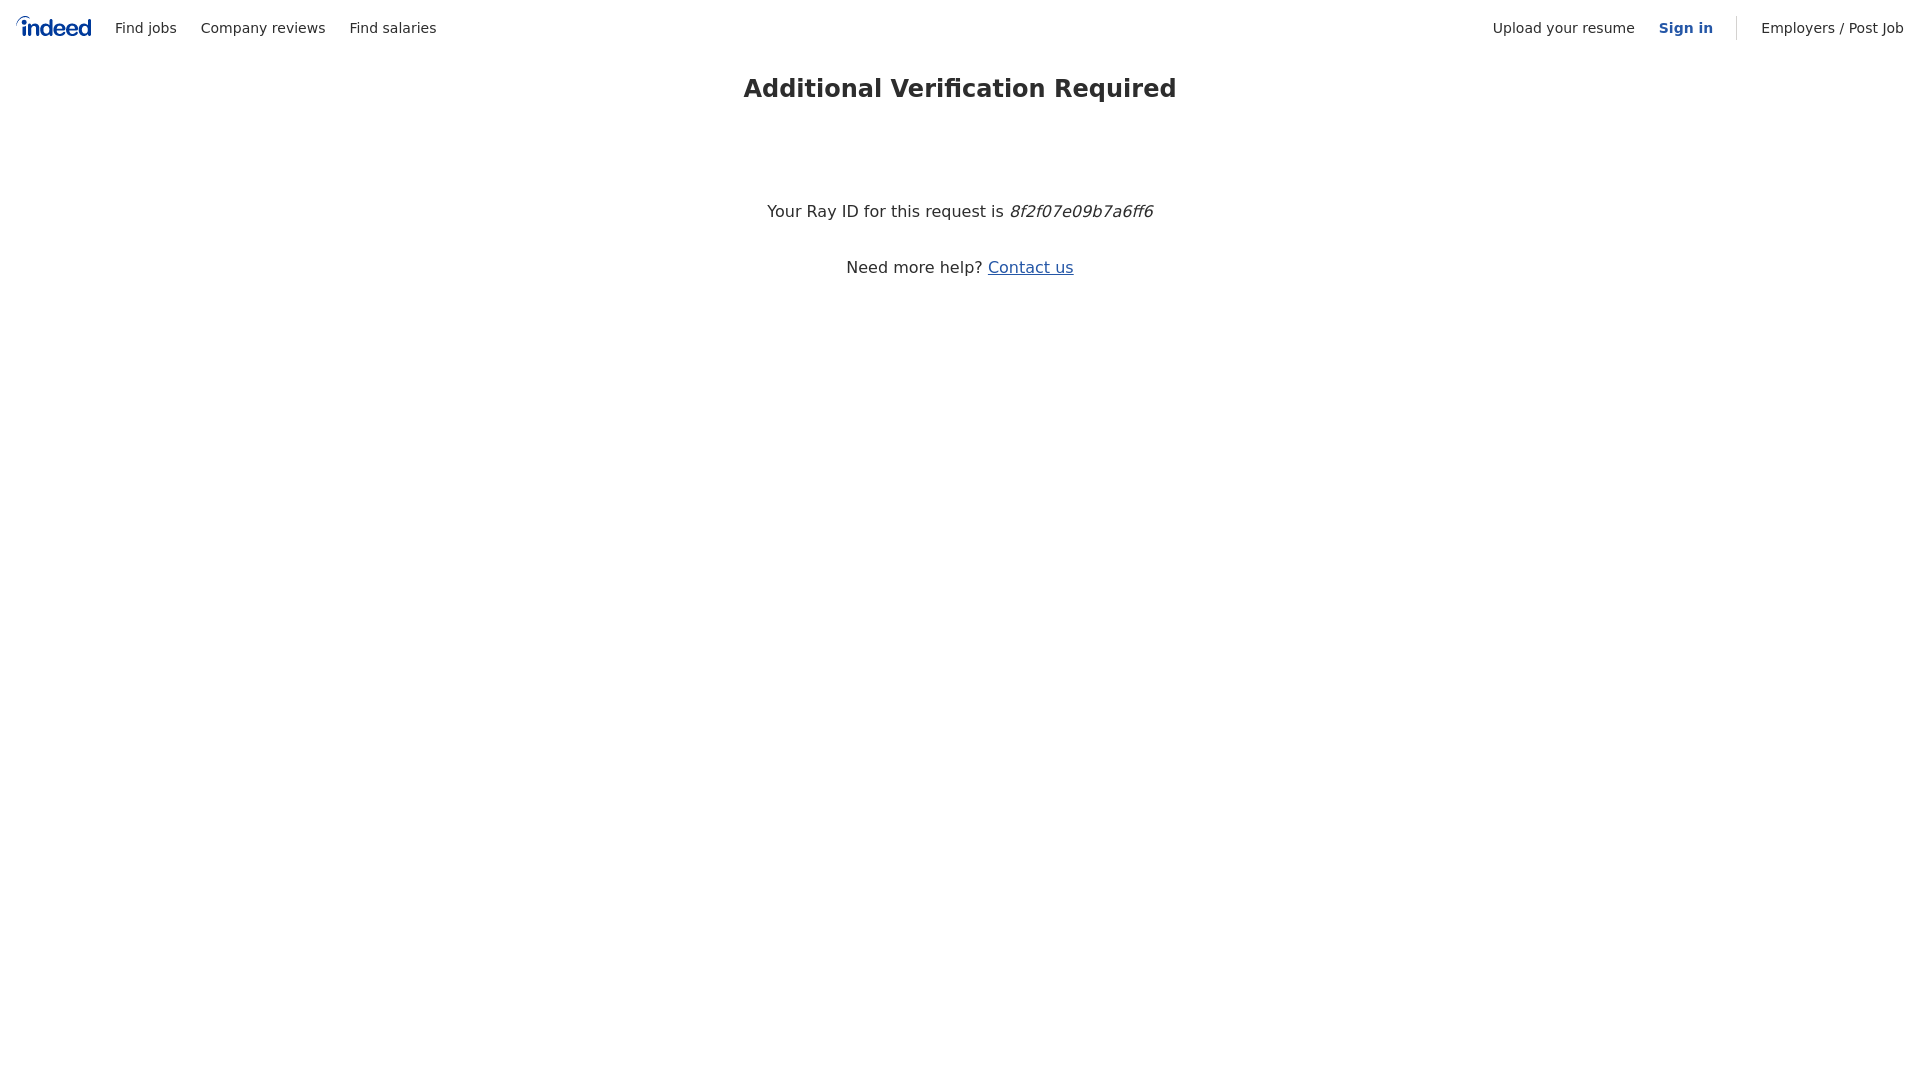 indeed Find jobs Company reviews Find salaries Upload your resume Sign in Employers / Post Job
Additional Verification Required
Your Ray ID for this request is 8f2f07e09b7a6ff6
Need more help? Contact us